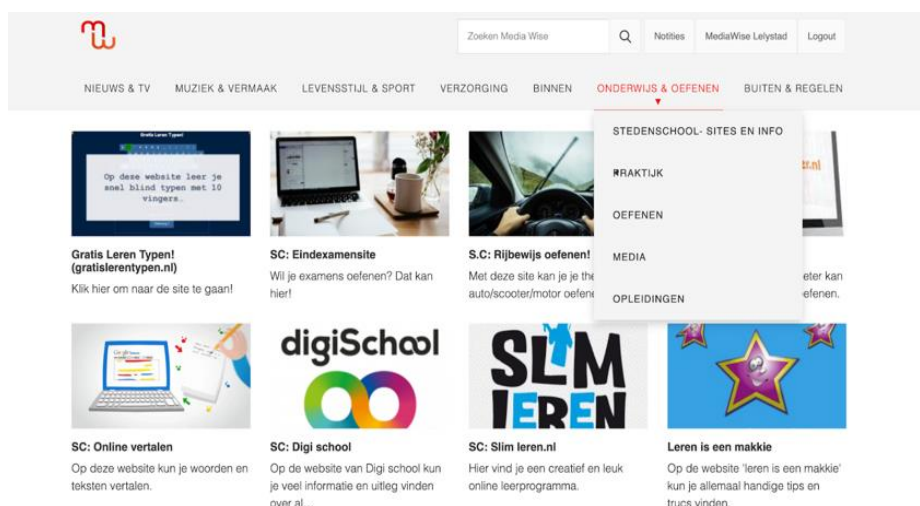 Zoeken Media Wise
Notities
MediaWise Lelystad
Logout
NIEUWS & TV
MUZIEK & VERMAAK
LEVENSSTIJL & SPORT
VERZORGING
BINNEN
ONDERWIJS & OEFENEN
BUITEN & REGELEN
STEDENSCHOOL- SITES EN INFO
PRAKTIJK
OEFENEN
MEDIA
OPLEIDINGEN
Gratis Leren Typen!
Op deze website leer je
snel blind typen met 10
vingers…
Gratis Leren Typen!
(gratislerentypen.nl)
Klik hier om naar de site te gaan!
SC: Eindexamensite
Wil je examens oefenen? Dat kan
hier!
S.C: Rijbewijs oefenen!
Met deze site kan je je the
auto/scooter/motor oefene
eter kan
efenen.
digiSchool
SLIM
LEREN
SC: Online vertalen
Op deze website kun je woorden en
teksten vertalen.
SC: Digi school
Op de website van Digi school kun
je veel informatie en uitleg vinden
over al…
SC: Slim leren.nl
Hier vind je een creatief en leuk
online leerprogramma.
Leren is een makkie
Op de website 'leren is een makkie'
kun je allemaal handige tips en
trucs vinden.